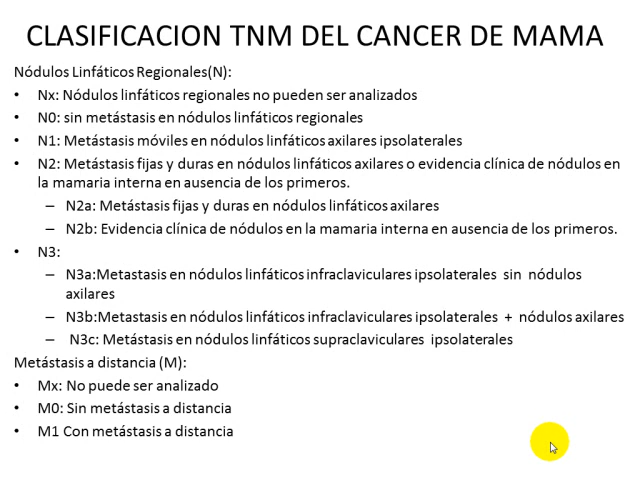 CLASIFICACION TNM DEL CANCER DE MAMA
Nódulos Linfáticos Regionales(N):
• Nx: Nódulos linfáticos regionales no pueden ser analizados
• N0: sin metástasis en nódulos linfáticos regionales
• N1: Metástasis móviles en nódulos linfáticos axilares ipsolaterales
• N2: Metástasis fijas y duras en nódulos linfáticos axilares o evidencia clínica de nódulos en
la mamaria interna en ausencia de los primeros.
– N2a: Metástasis fijas y duras en nódulos linfáticos axilares
– N2b: Evidencia clínica de nódulos en la mamaria interna en ausencia de los primeros.
• N3:
– N3a:Metastasis en nódulos linfáticos infraclaviculares ipsolaterales sin nódulos
axilares
– N3b:Metastasis en nódulos linfáticos infraclaviculares ipsolaterales + nódulos axilares
– N3c: Metástasis en nódulos linfáticos supraclaviculares ipsolaterales
Metástasis a distancia (M):
• Mx: No puede ser analizado
• M0: Sin metástasis a distancia
• M1 Con metástasis a distancia